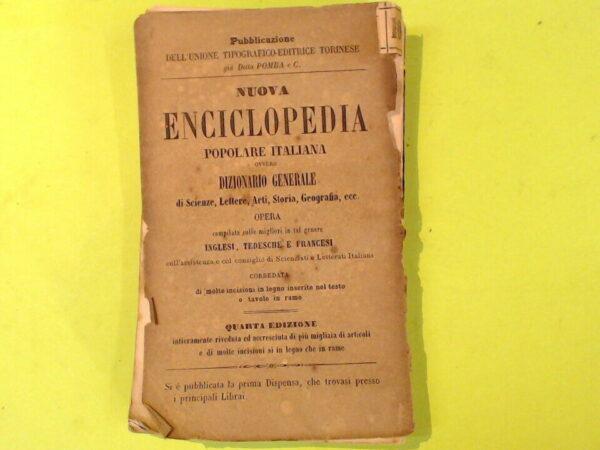 Pubblicazione
DELL'UNIONE TIPOGRAFICO-EDITRICE TORINESE
già Ditta POMBA e C.
NUOVA
ENCICLOPEDIA
POPOLARE ITALIANA
OVVERO
DIZIONARIO GENERALE
di Scienze, Lettere, Arti, Storia, Geografia, ecc.
OPERA
compilata sulle migliori in tal genere
INGLESI, TEDESCHE E FRANCESI
coll'assistenza e col consiglio di Scienziati e Letterati Italiani
CORREDATA
di molte incisioni in legno inserite nel testo
e tavole in rame
QUARTA EDIZIONE
intieramente riveduta ed accresciuta di più migliaia di articoli
e di molte incisioni sì in legno che in rame
Si è pubblicata la prima Dispensa, che trovasi presso
i principali Librai.